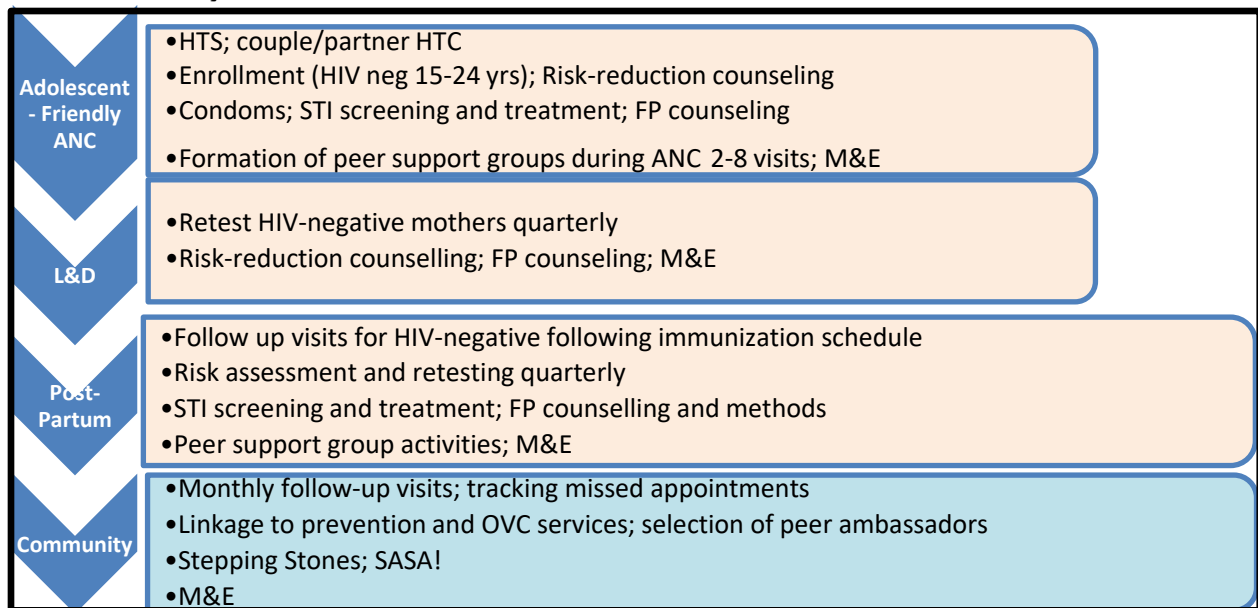 Adolescent
- Friendly
ANC
•HTS; couple/partner HTC
•Enrollment (HIV neg 15-24 yrs); Risk-reduction counseling
•Condoms; STI screening and treatment; FP counseling
•Formation of peer support groups during ANC 2-8 visits; M&E
L&D
•Retest HIV-negative mothers quarterly
•Risk-reduction counselling; FP counseling; M&E
Post-
Partum
•Follow up visits for HIV-negative following immunization schedule
•Risk assessment and retesting quarterly
•STI screening and treatment; FP counselling and methods
•Peer support group activities; M&E
Community
•Monthly follow-up visits; tracking missed appointments
•Linkage to prevention and OVC services; selection of peer ambassadors
•Stepping Stones; SASA!
•M&E